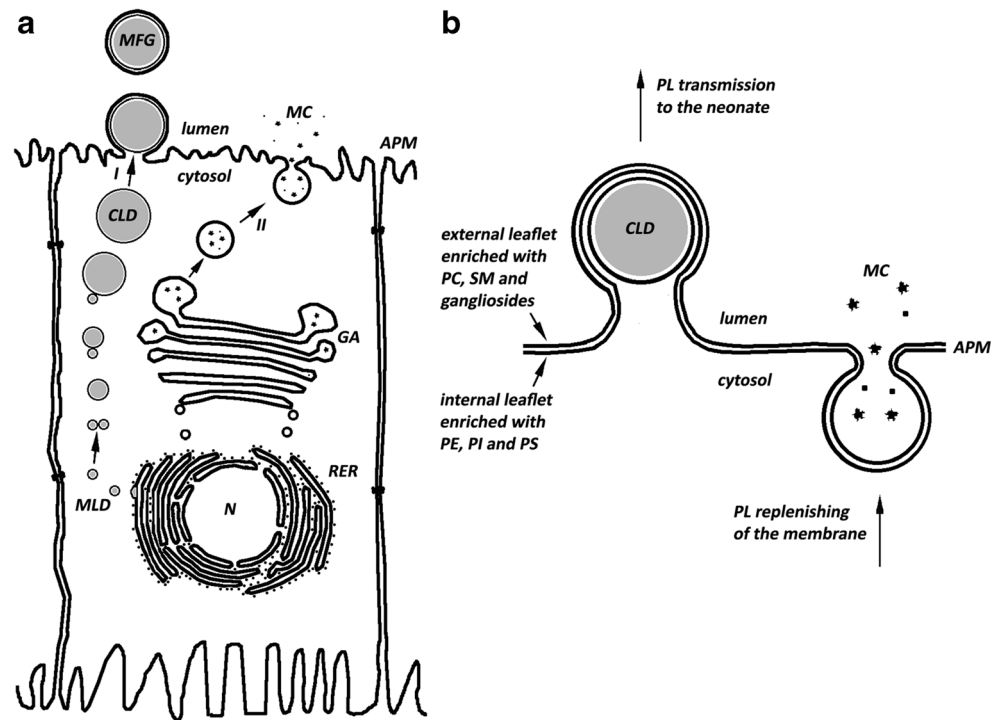 a
MFG
MC
lumen
APM
I
cytosol
CLD
II
GA
RER
MLD
N
b
PL transmission
to the neonate
CLD
external leaflet
enriched with
PC, SM and
gangliosides
MC
lumen
APM
cytosol
internal leaflet
enriched with
PE, PI and PS
PL replenishing
of the membrane